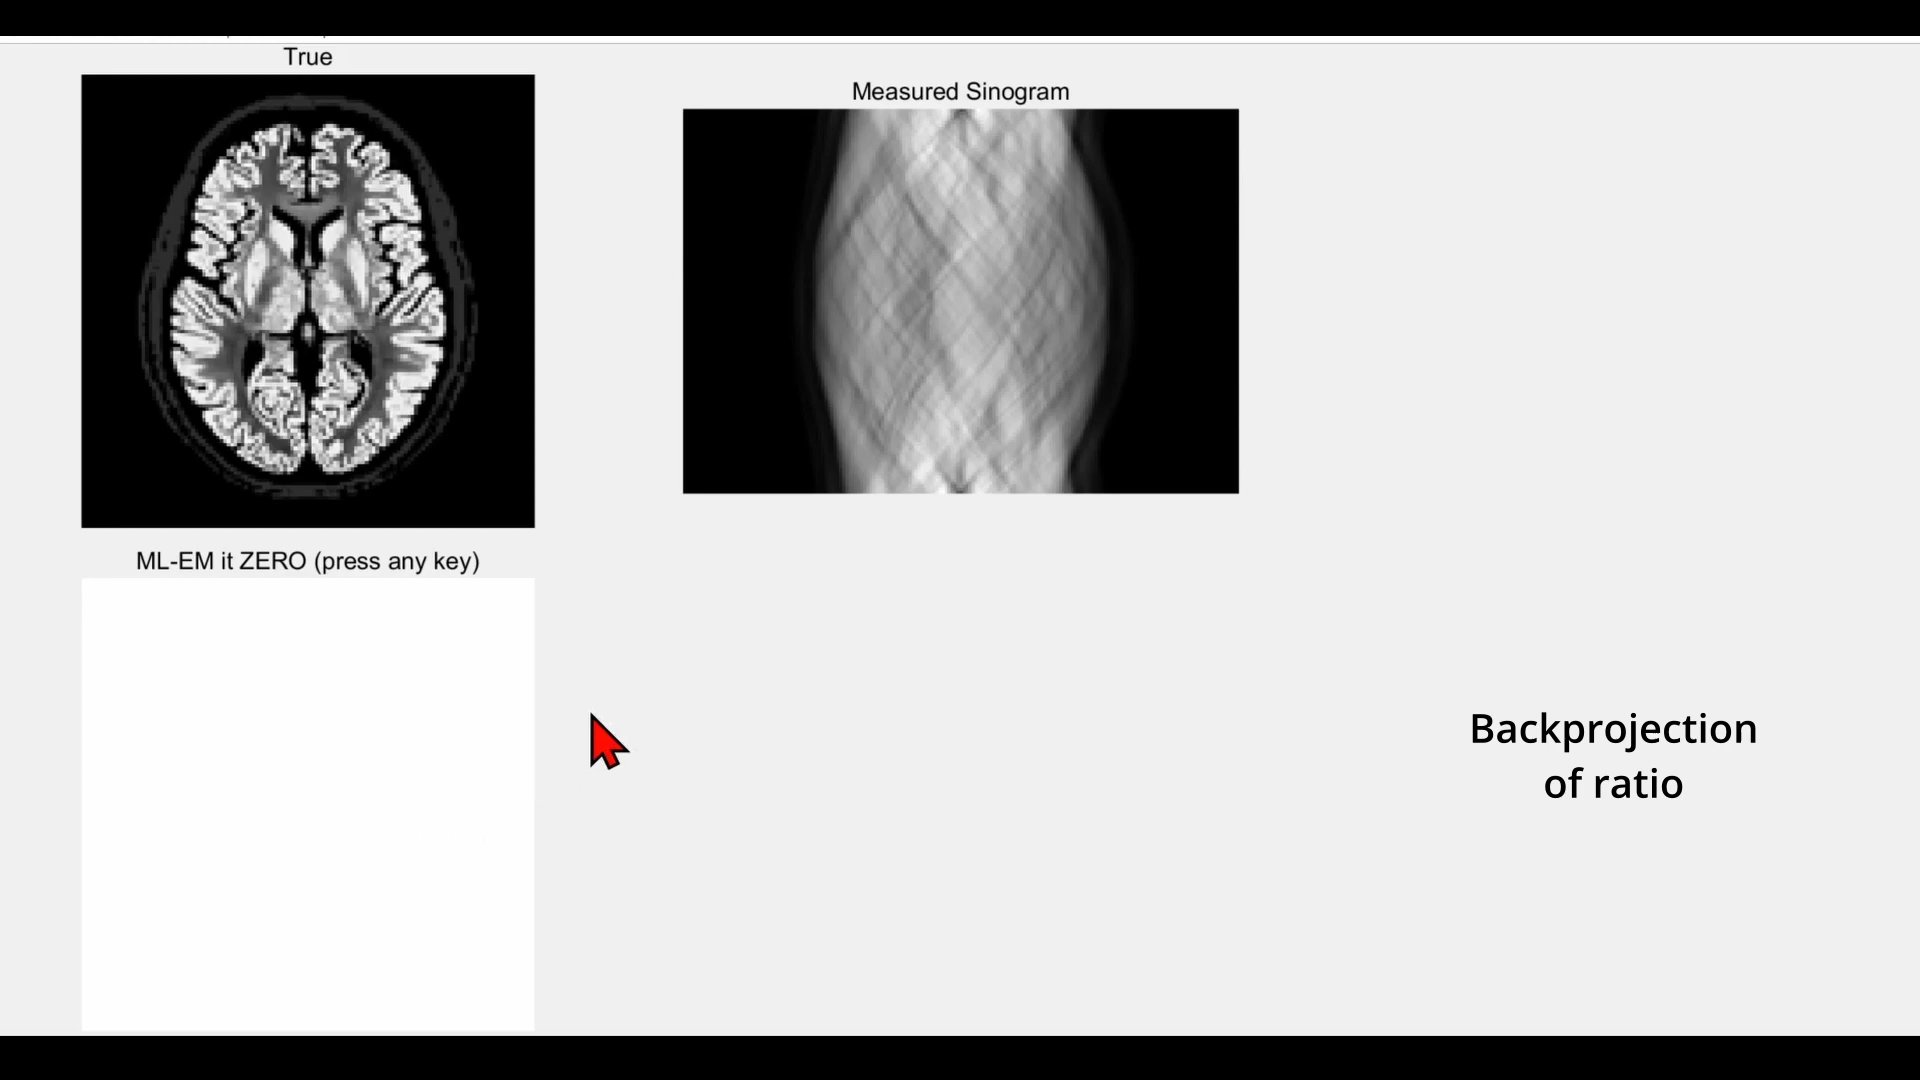 True
Measured Sinogram
ML-EM it ZERO (press any key)
Backprojection
of ratio